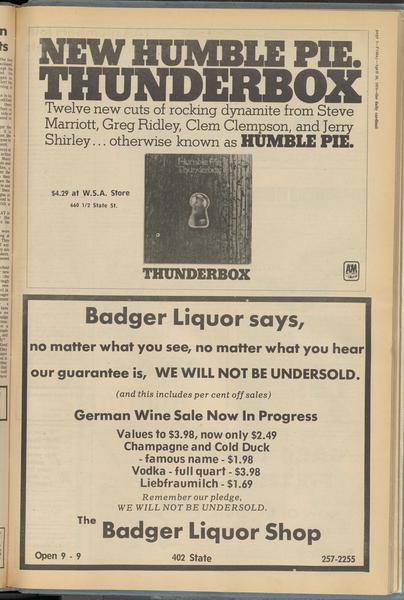 NEW HUMBLE PIE.
THUNDERBOX
Twelve new cuts of rocking dynamite from Steve
Marriott, Greg Ridley, Clem Clempson, and Jerry
Shirley... otherwise known as HUMBLE PIE.
$4.29 at W.S.A. Store
660 1/2 State St.
Humble Pie
Thunderbox
THUNDERBOX
A&M
Badger Liquor says,
no matter what you see, no matter what you hear
our guarantee is, WE WILL NOT BE UNDERSOLD.
(and this includes per cent off sales)
German Wine Sale Now In Progress
Values to $3.98, now only $2.49
Champagne and Cold Duck
- famous name - $1.98
Vodka - full quart - $3.98
Liebfraumilch - $1.69
Remember our pledge,
WE WILL NOT BE UNDERSOLD.
The Badger Liquor Shop
Open 9 - 9 402 State 257-2255